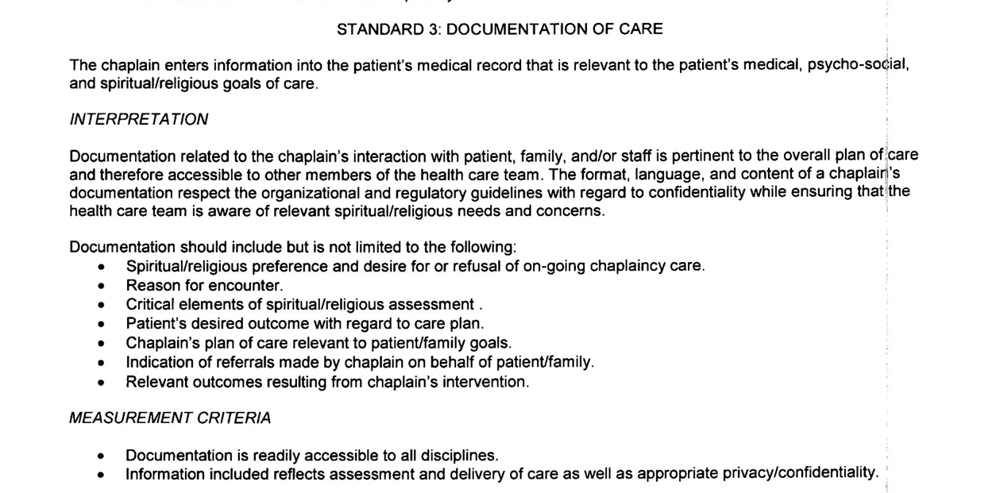 STANDARD 3: DOCUMENTATION OF CARE
The chaplain enters information into the patient's medical record that is relevant to the patient's medical, psycho-social,
and spiritual/religious goals of care.
INTERPRETATION
Documentation related to the chaplain's interaction with patient, family, and/or staff is pertinent to the overall plan of care
and therefore accessible to other members of the health care team. The format, language, and content of a chaplain's
documentation respect the organizational and regulatory guidelines with regard to confidentiality while ensuring that the
health care team is aware of relevant spiritual/religious needs and concerns.
Documentation should include but is not limited to the following:
• Spiritual/religious preference and desire for or refusal of on-going chaplaincy care.
• Reason for encounter.
• Critical elements of spiritual/religious assessment .
• Patient's desired outcome with regard to care plan.
• Chaplain's plan of care relevant to patient/family goals.
• Indication of referrals made by chaplain on behalf of patient/family.
• Relevant outcomes resulting from chaplain's intervention.
MEASUREMENT CRITERIA
• Documentation is readily accessible to all disciplines.
• Information included reflects assessment and delivery of care as well as appropriate privacy/confidentiality.